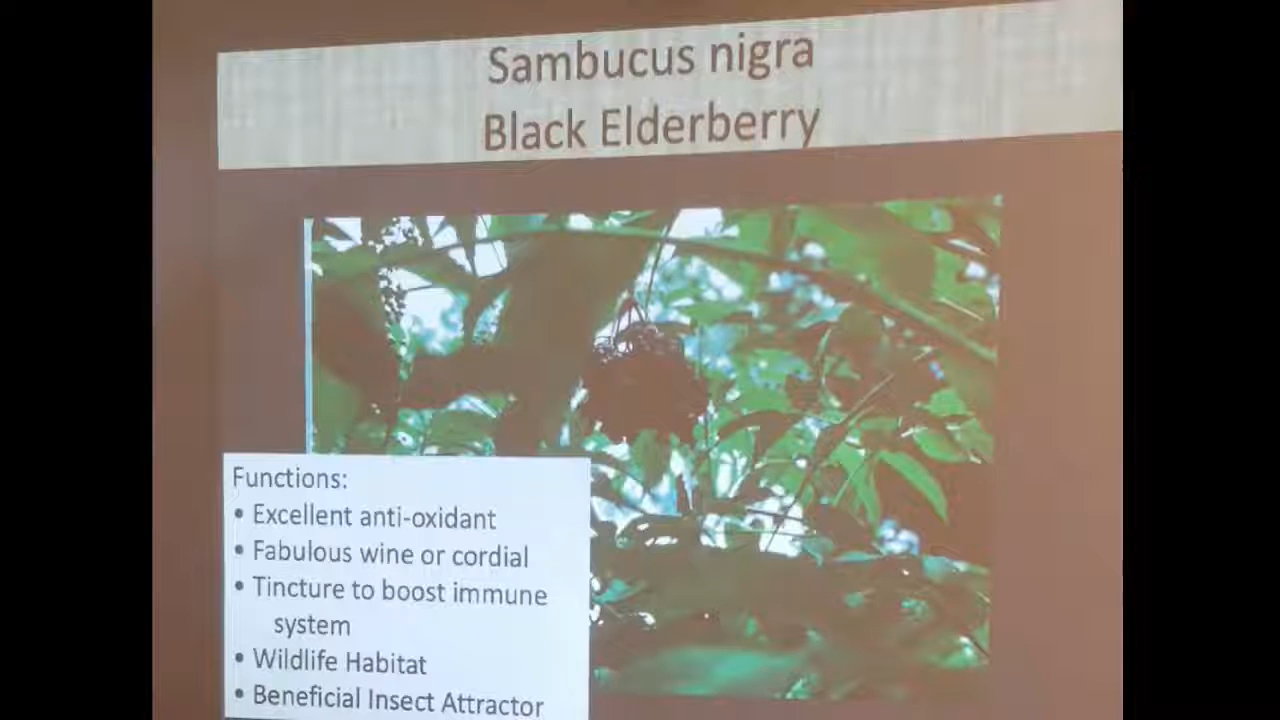 Sambucus nigra
Black Elderberry
Functions:
• Excellent anti-oxidant
• Fabulous wine or cordial
• Tincture to boost immune
system
• Wildlife Habitat
• Beneficial Insect Attractor